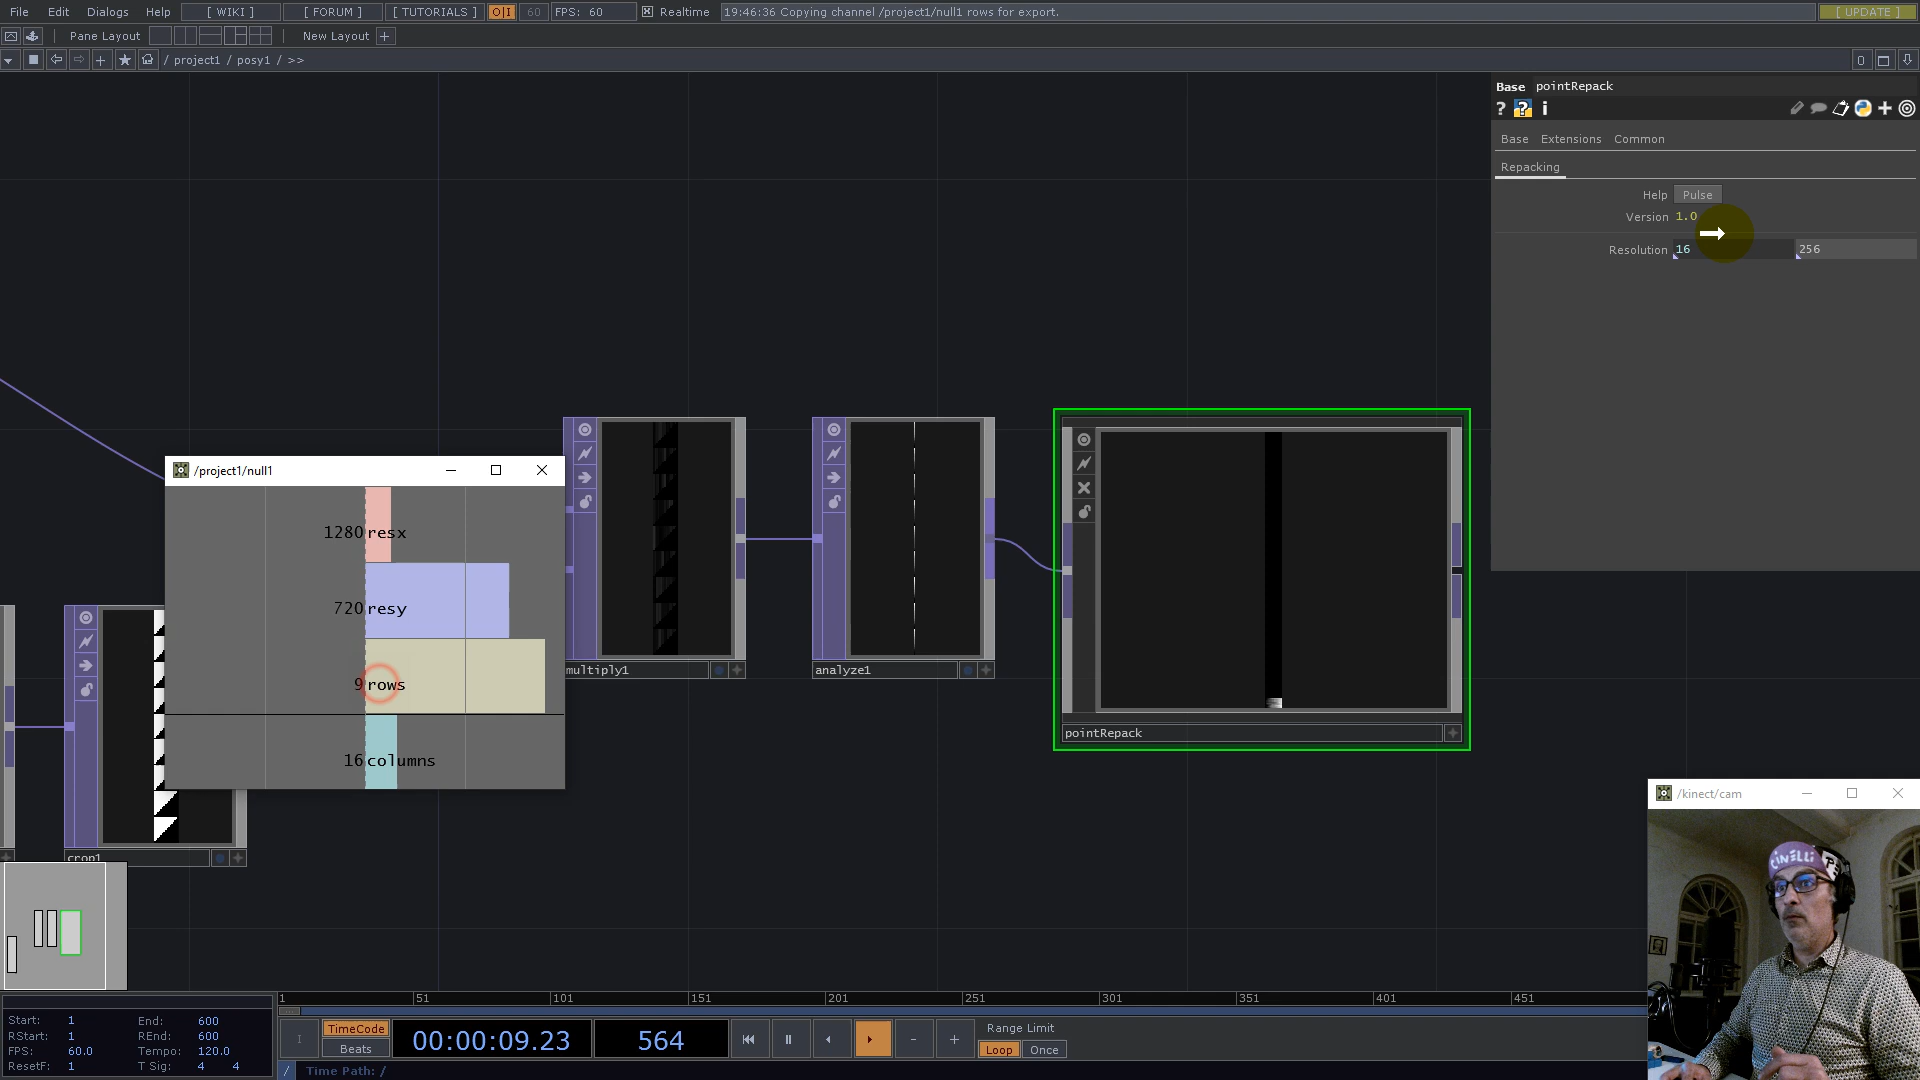 File Edit Dialogs Help [ WIKI ] [ FORUM ] [ TUTORIALS ] O|I 60 FPS: 60 Realtime 19:46:36 Copying channel /project1/null1 rows for export. [ UPDATE ]
Pane Layout New Layout +
/ project1 / posy1 / >> 0
Base pointRepack
? ? i
Base Extensions Common
Repacking
Help Pulse
Version 1.0
Resolution 16 256
/project1/null1
1280 resx
720 resy
9 rows
16 columns
multiply1
analyze1
pointRepack
crop1
/kinect/cam
CINELLI
1 51 101 151 201 251 301 351 401 451
Start: 1 End: 600
RStart: 1 REnd: 600
FPS: 60.0 Tempo: 120.0
ResetF: 1 T Sig: 4 4
TimeCode
Beats
00:00:09.23
564
- +
Range Limit
Loop Once
/ Time Path: /